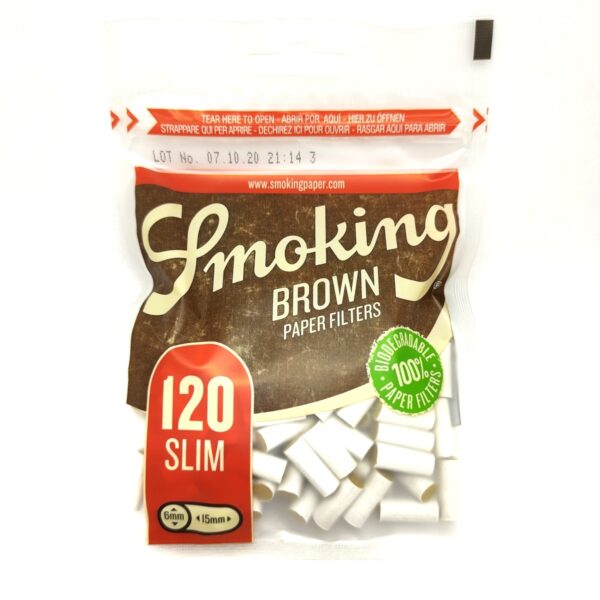 TEAR HERE TO OPEN - ABRIR POR AQUÍ - HIER ZU ÖFFNEN
STRAPPARE QUI PER APRIRE - DECHIREZ ICI POUR OUVRIR - RASGAR AQUI PARA ABRIR
LOT No. 07.10.20 21:14 3
www.smokingpaper.com
Smoking
BROWN
PAPER FILTERS
BIODEGRADABLE
100%
PAPER FILTERS
120
SLIM
6mm
15mm